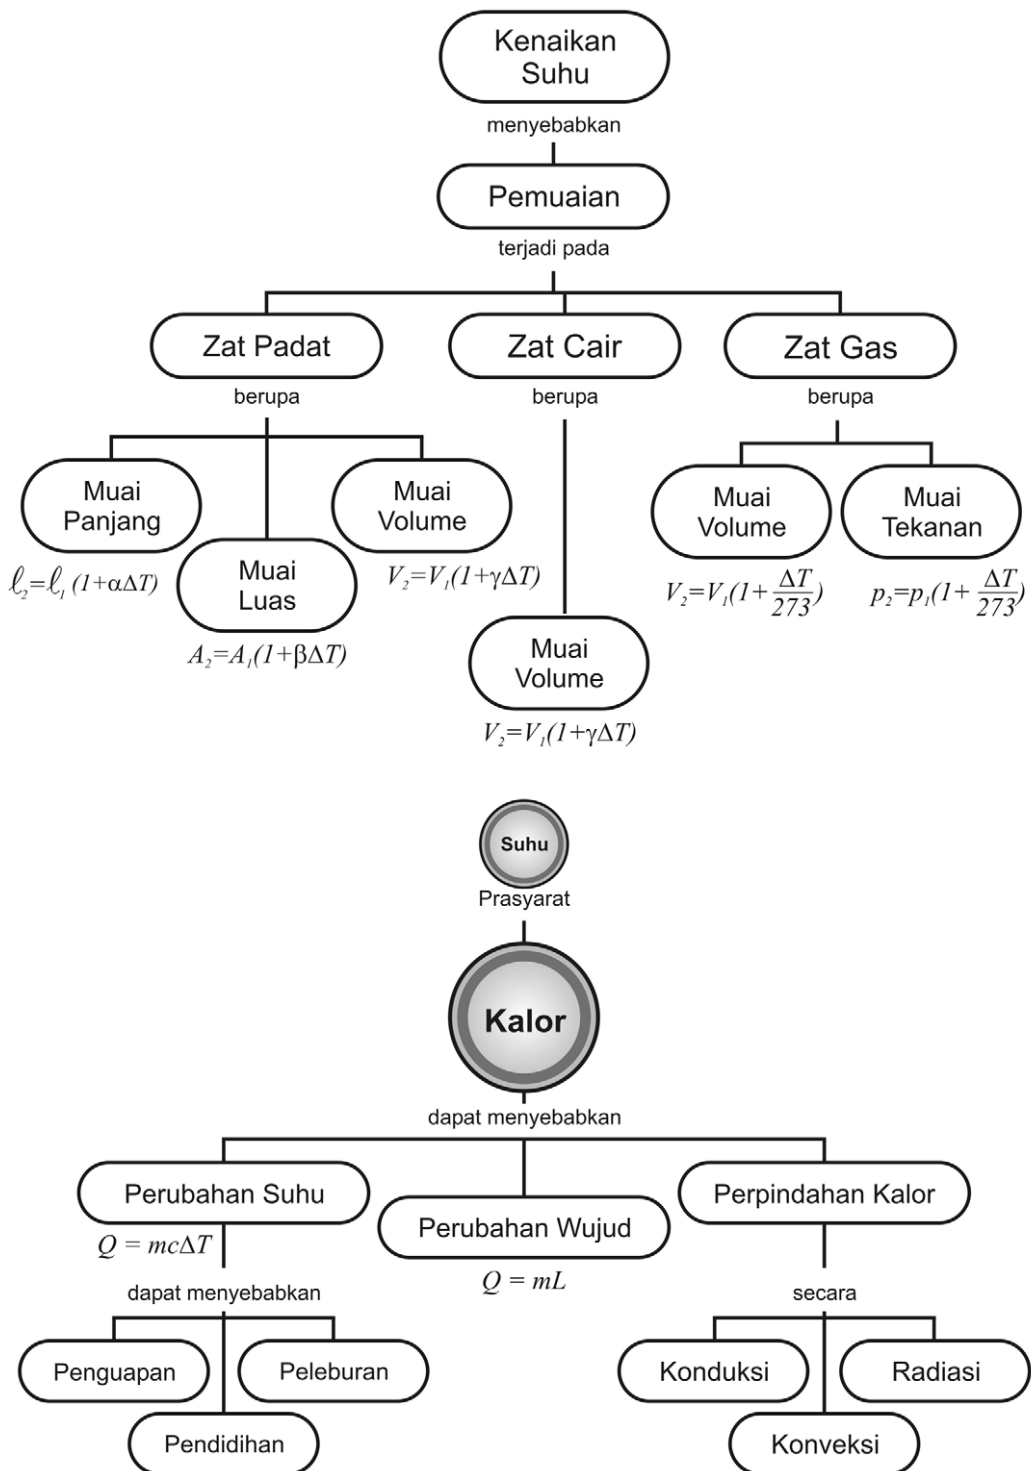 Kenaikan
Suhu
menyebabkan
Pemuaian
terjadi pada
Zat Padat
Zat Cair
Zat Gas
berupa
berupa
berupa
Muai
Panjang
ℓ₂=ℓ₁ (1+αΔT)
Muai
Luas
A₂=A₁(1+βΔT)
Muai
Volume
V₂=V₁(1+γΔT)
Muai
Volume
V₂=V₁(1+γΔT)
Muai
Volume
V₂=V₁(1+ΔT/273)
Muai
Tekanan
p₂=p₁(1+ ΔT/273)
Suhu
Prasyarat
Kalor
dapat menyebabkan
Perubahan Suhu
Q = mcΔT
Perubahan Wujud
Q = mL
Perpindahan Kalor
dapat menyebabkan
secara
Penguapan
Peleburan
Pendidihan
Konduksi
Radiasi
Konveksi